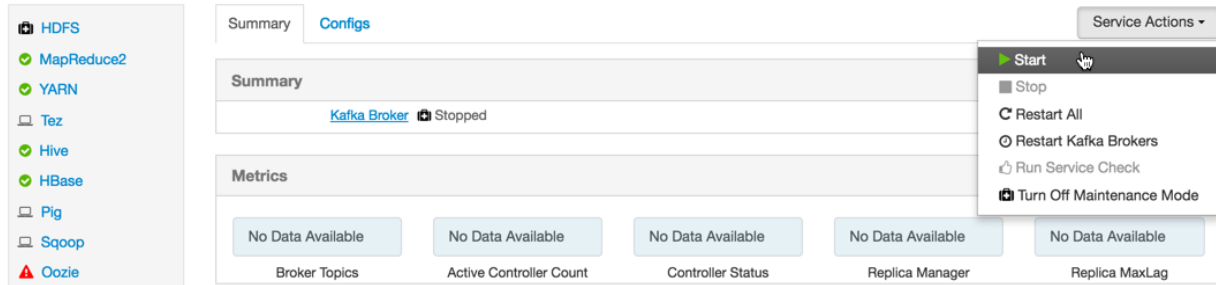 HDFS
MapReduce2
YARN
Tez
Hive
HBase
Pig
Sqoop
Oozie
Summary Configs
Service Actions
Start
Stop
Restart All
Restart Kafka Brokers
Run Service Check
Turn Off Maintenance Mode
Summary
Kafka Broker Stopped
Metrics
No Data Available No Data Available No Data Available No Data Available No Data Available
Broker Topics Active Controller Count Controller Status Replica Manager Replica MaxLag